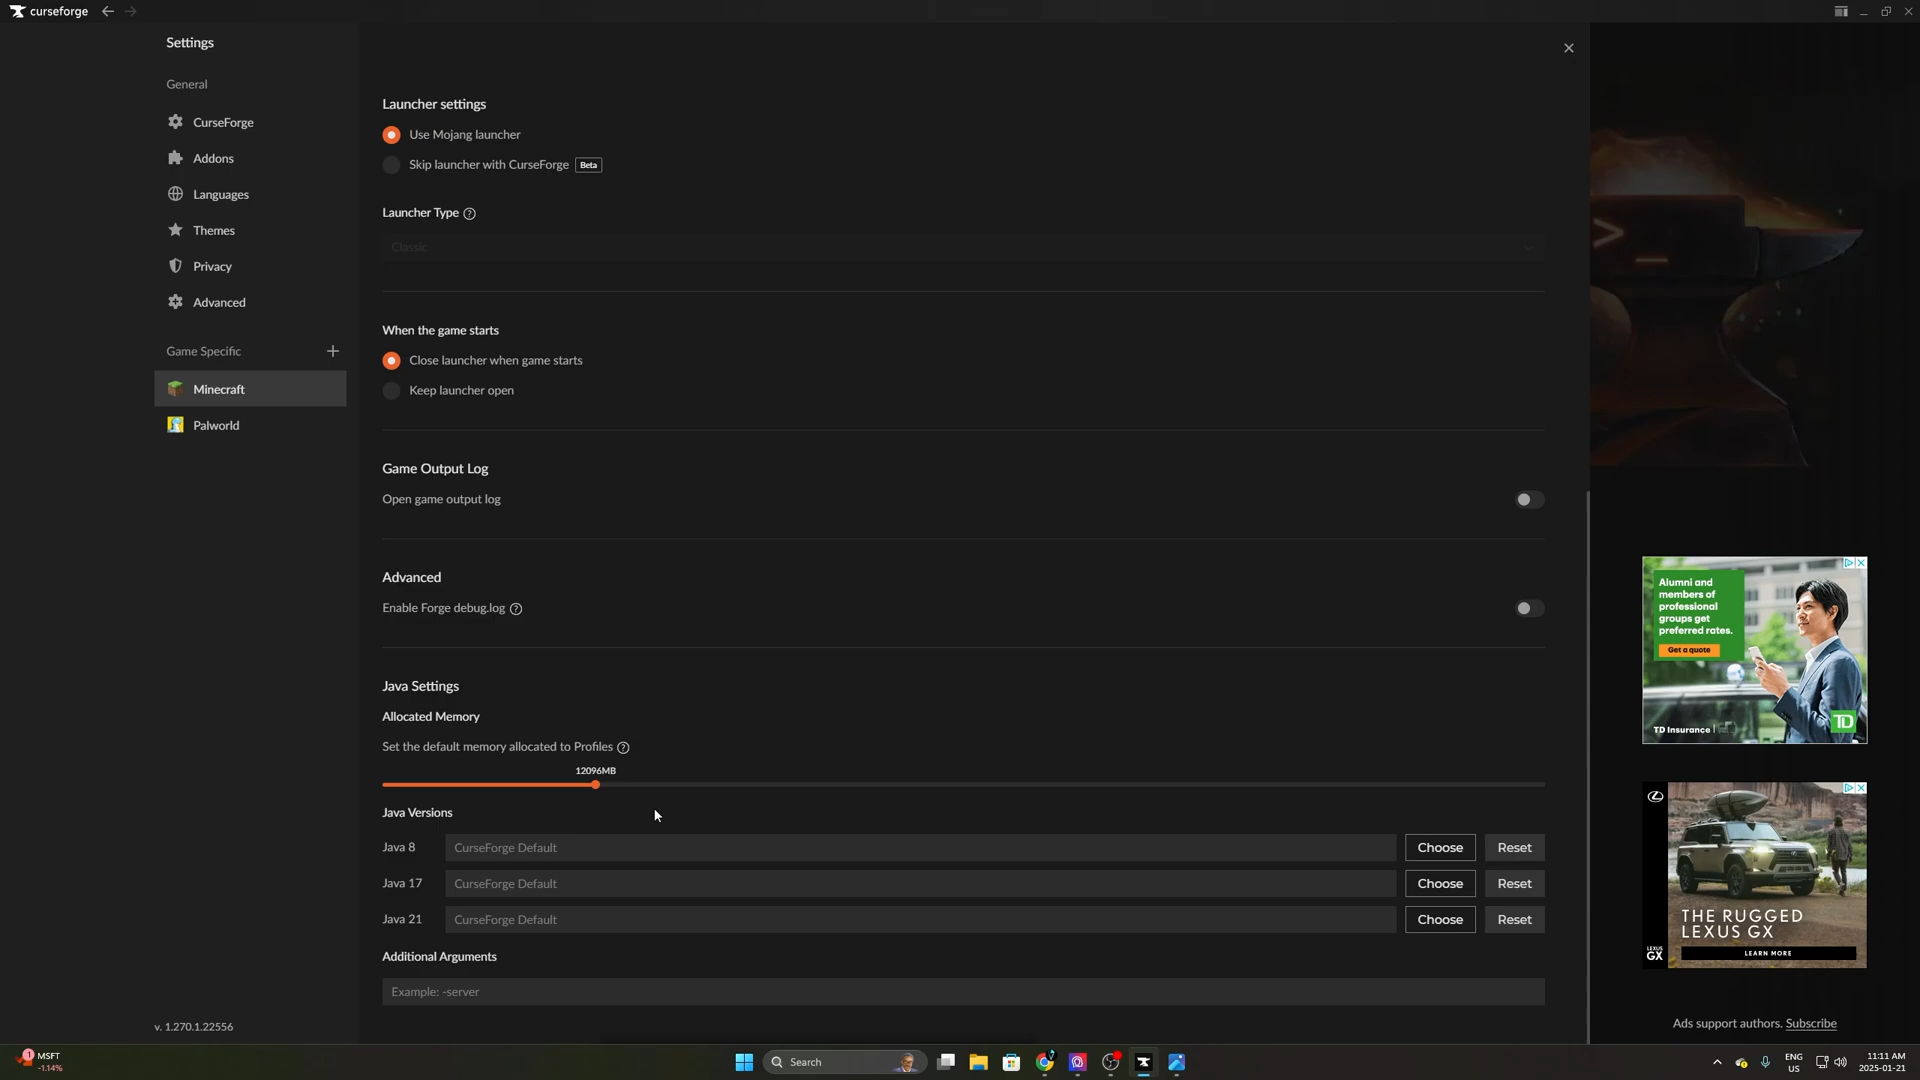 curseforge
Settings
General
CurseForge
Addons
Languages
Themes
Privacy
Advanced
Game Specific
Minecraft
Palworld
v. 1.270.1.22556
Launcher settings
Use Mojang launcher
Skip launcher with CurseForge Beta
Launcher Type
Classic
When the game starts
Close launcher when game starts
Keep launcher open
Game Output Log
Open game output log
Advanced
Enable Forge debug.log
Java Settings
Allocated Memory
Set the default memory allocated to Profiles
12096MB
Java Versions
Java 8 CurseForge Default Choose Reset
Java 17 CurseForge Default Choose Reset
Java 21 CurseForge Default Choose Reset
Additional Arguments
Example: -server
Alumni and
members of
professional
groups get
preferred rates.
Get a quote
TD Insurance
TD
THE RUGGED
LEXUS GX
LEARN MORE
LEXUS
GX
Ads support authors. Subscribe
1
MSFT
-1.14%
Search
ENG
US
11:11 AM
2025-01-21